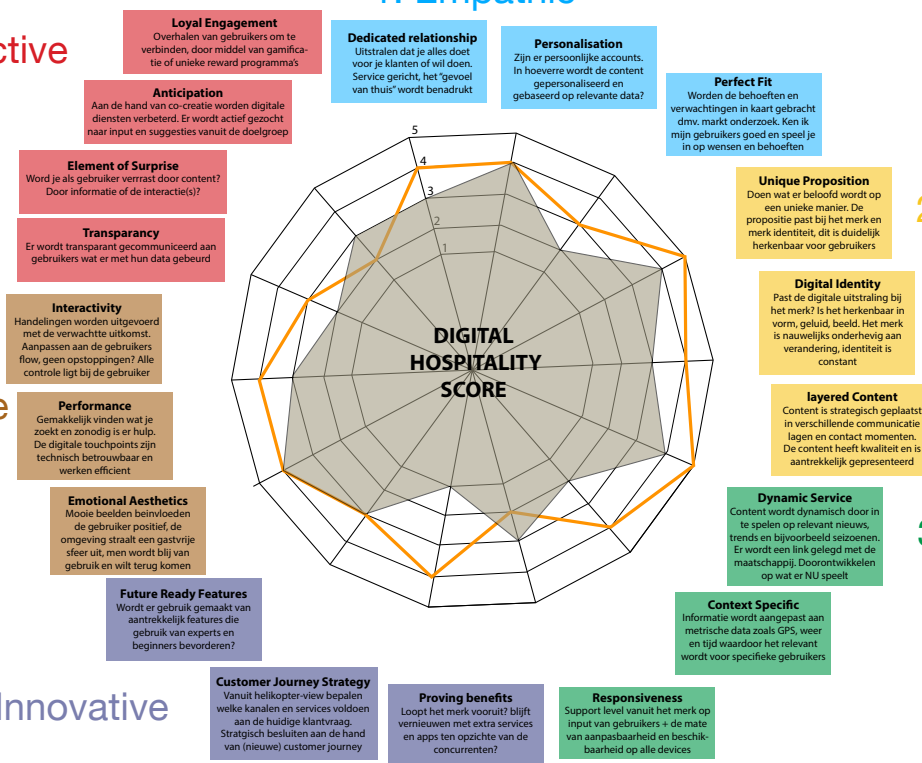 1. Empathic
ctive
Loyal Engagement
Overhalen van gebruikers om te
verbinden, door middel van gamifica-
tie of unieke reward programma's
Dedicated relationship
Uitstralen dat je alles doet
voor je klanten of wil doen.
Service gericht, het "gevoel
van thuis" wordt benadrukt
Personalisation
Zijn er persoonlijke accounts.
In hoeverre wordt de content
gepersonaliseerd en
gebaseerd op relevante data?
Perfect Fit
Worden de behoeften en
verwachtingen in kaart gebracht
dmv. markt onderzoek. Ken ik
mijn gebruikers goed en speel je
in op wensen en behoeften
Anticipation
Aan de hand van co-creatie worden digitale
diensten verbeterd. Er wordt actief gezocht
naar input en suggesties vanuit de doelgroep
Element of Surprise
Word je als gebruiker verrrast door content?
Door informatie of de interactie(s)?
Transparancy
Er wordt transparant gecommuniceerd aan
gebruikers wat er met hun data gebeurd
Unique Proposition
Doen wat er beloofd wordt op
een unieke manier. De
propositie past bij het merk en
merk identiteit, dit is duidelijk
herkenbaar voor gebruikers
Digital Identity
Past de digitale uitstraling bij
het merk? Is het herkenbaar in
vorm, geluid, beeld. Het merk
is nauwelijks onderhevig aan
verandering, identiteit is
constant
layered Content
Content is strategisch geplaatst
in verschillende communicatie
lagen en contact momenten.
De content heeft kwaliteit en is
aantrekkelijk gepresenteerd
5
4
3
2
1
DIGITAL
HOSPITALITY
SCORE
Interactivity
Handelingen worden uitgevoerd
met de verwachtte uitkomst.
Aanpassen aan de gebruikers
flow, geen opstoppingen? Alle
controle ligt bij de gebruiker
e
Performance
Gemakkelijk vinden wat je
zoekt en zonodig is er hulp.
De digitale touchpoints zijn
technisch betrouwbaar en
werken efficient
Emotional Aesthetics
Mooie beelden beinvloeden
de gebruiker positief, de
omgeving straalt een gastvrije
sfeer uit, men wordt blij van
gebruik en wilt terug komen
Dynamic Service
Content wordt dynamisch door in
te spelen op relevant nieuws,
trends en bijvoorbeeld seizoenen.
Er wordt een link gelegd met de
maatschappij. Doorontwikkelen
op wat er NU speelt
Context Specific
Informatie wordt aangepast aan
metrische data zoals GPS, weer
en tijd waardoor het relevant
wordt voor specifieke gebruikers
Future Ready Features
Wordt er gebruik gemaakt van
aantrekkelijk features die
gebruik van experts en
beginners bevorderen?
Innovative
Customer Journey Strategy
Vanuit helikopter-view bepalen
welke kanalen en services voldoen
aan de huidige klantvraag.
Stratgisch besluiten aan de hand
van (nieuwe) customer journey
Proving benefits
Loopt het merk vooruit? blijft
vernieuwen met extra services
en apps ten opzichte van de
concurrenten?
Responsiveness
Support level vanuit het merk op
input van gebruikers + de mate
van aanpasbaarheid en beschik-
baarheid op alle devices